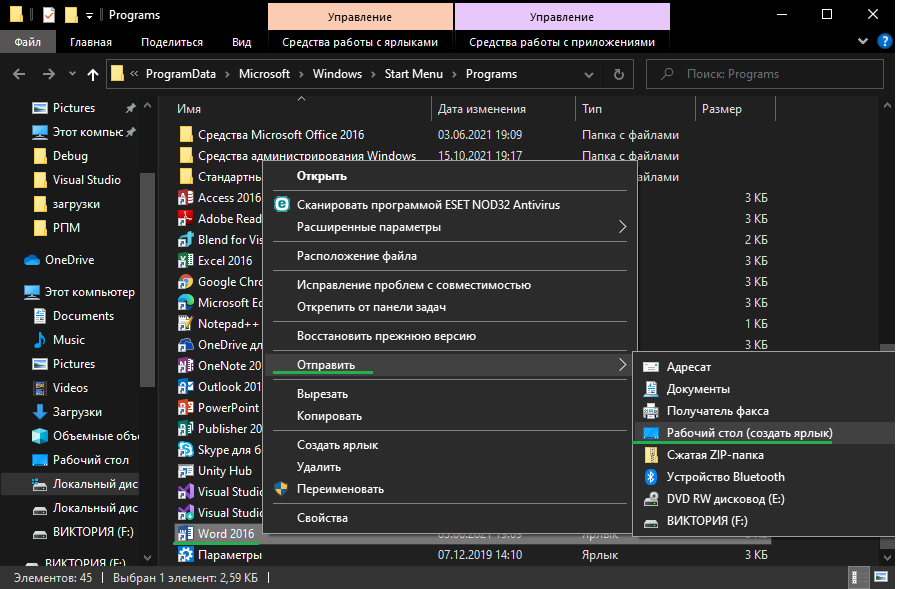 Programs
Управление
Управление
Файл
Главная
Поделиться
Вид
Средства работы с ярлыками
Средства работы с приложениями
« ProgramData › Microsoft › Windows › Start Menu › Programs
Поиск: Programs
Pictures
Этот компьк
Debug
Visual Studio
загрузки
РПМ
OneDrive
Этот компьютер
Documents
Music
Pictures
Videos
Загрузки
Объемные объ
Рабочий стол
Локальный дис
Локальный дис
ВИКТОРИЯ (F:)
ВИКТОРИЯ (F:)
Имя Дата изменения Тип Размер
Средства Microsoft Office 2016 03.06.2021 19:09 Папка с файлами
Средства администрирования Windows 15.10.2021 19:17 Папка с файлами
Стандартны лами
Access 2016 3 КБ
Adobe Read 3 КБ
Blend for Vis 2 КБ
Excel 2016 3 КБ
Google Chro 3 КБ
Microsoft Ed 3 КБ
Notepad++ 1 КБ
OneDrive дл 3 КБ
OneNote 20
Outlook 201
PowerPoint
Publisher 20
Skype для б
Unity Hub
Visual Studio
Visual Studio
Word 2016 03.06.2021 19:09 Ярлык
Параметры 07.12.2019 14:10 Ярлык 3 КБ
Открыть
Сканировать программой ESET NOD32 Antivirus
Расширенные параметры
Расположение файла
Исправление проблем с совместимостью
Открепить от панели задач
Восстановить прежнюю версию
Отправить
Вырезать
Копировать
Создать ярлык
Удалить
Переименовать
Свойства
Адресат
Документы
Получатель факса
Рабочий стол (создать ярлык)
Сжатая ZIP-папка
Устройство Bluetooth
DVD RW дисковод (E:)
ВИКТОРИЯ (F:)
Элементов: 45 Выбран 1 элемент: 2,59 КБ